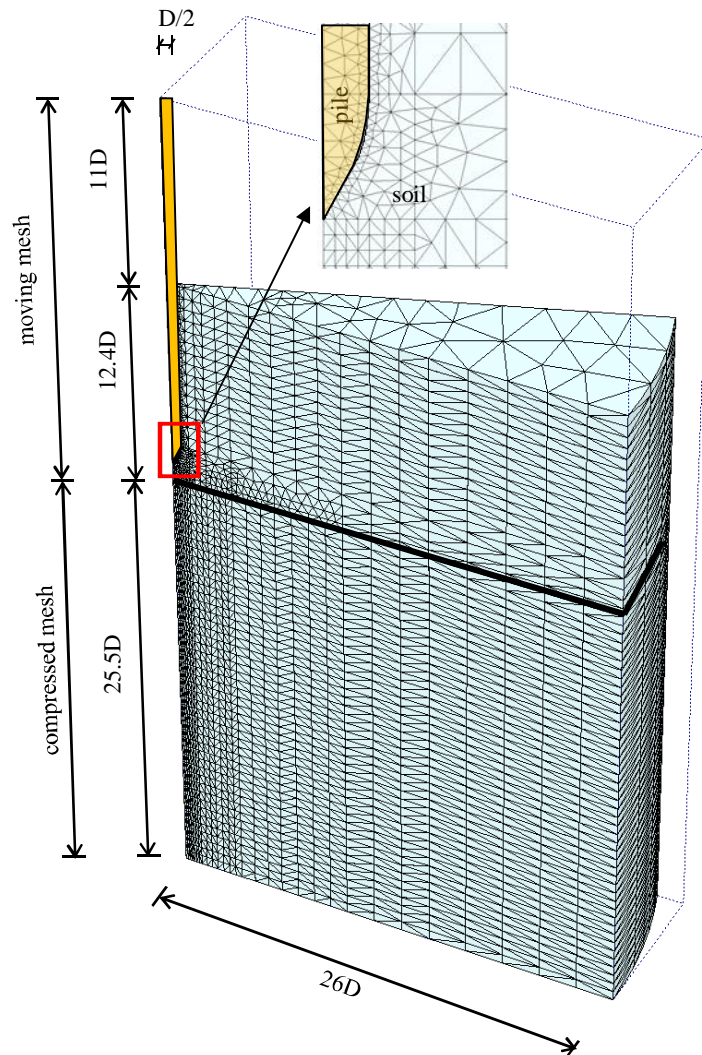 D/2
pile
soil
11D
moving mesh
12.4D
25.5D
compressed mesh
26D